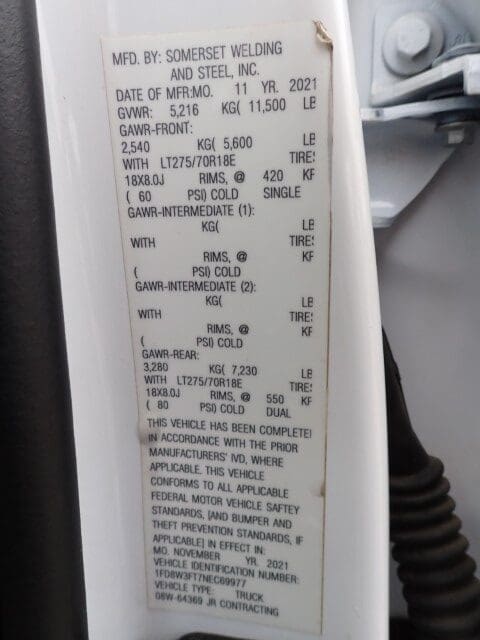 MFD. BY: SOMERSET WELDING
AND STEEL, INC.
DATE OF MFR:MO. 11 YR. 2021
GVWR: 5,216 KG( 11,500 LB
GAWR-FRONT:
2,540 KG( 5,600 LB
WITH LT275/70R18E TIRES
18X8.0J RIMS, @ 420 KP
( 60 PSI) COLD SINGLE
GAWR-INTERMEDIATE (1):
KG( LB
WITH TIRES
RIMS, @ KP
( PSI) COLD
GAWR-INTERMEDIATE (2):
KG( LB
WITH TIRES
RIMS, @ KP
( PSI) COLD
GAWR-REAR:
3,280 KG( 7,230 LB
WITH LT275/70R18E TIRES
18X8.0J RIMS, @ 550 KP
( 80 PSI) COLD DUAL
THIS VEHICLE HAS BEEN COMPLETE
IN ACCORDANCE WITH THE PRIOR
MANUFACTURERS' IVD, WHERE
APPLICABLE. THIS VEHICLE
CONFORMS TO ALL APPLICABLE
FEDERAL MOTOR VEHICLE SAFTEY
STANDARDS, [AND BUMPER AND
THEFT PREVENTION STANDARDS, IF
APPLICABLE] IN EFFECT IN:
MO. NOVEMBER YR. 2021
VEHICLE IDENTIFICATION NUMBER:
1FD8W3FT7NEC69977
VEHICLE TYPE: TRUCK
08W-64369 JR CONTRACTING